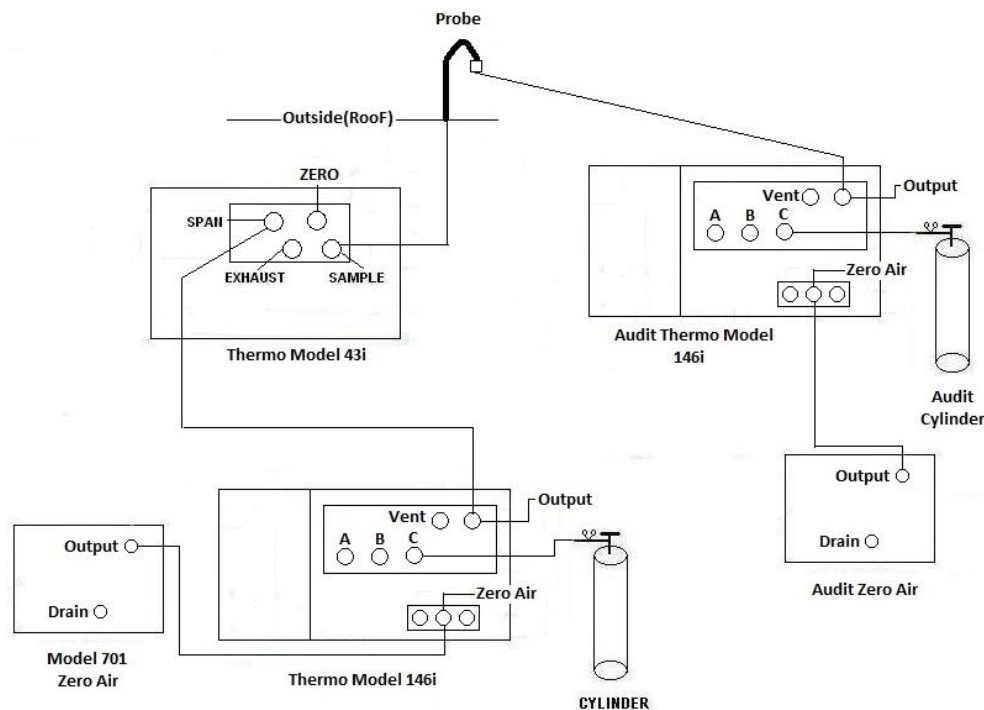 Probe
Outside(RooF)
ZERO
SPAN
EXHAUST
SAMPLE
Thermo Model 43i
Vent
Output
A
B
C
Zero Air
Audit Thermo Model
146i
Audit
Cylinder
Output
Drain
Audit Zero Air
Vent
Output
A
B
C
Zero Air
Thermo Model 146i
CYLINDER
Output
Drain
Model 701
Zero Air